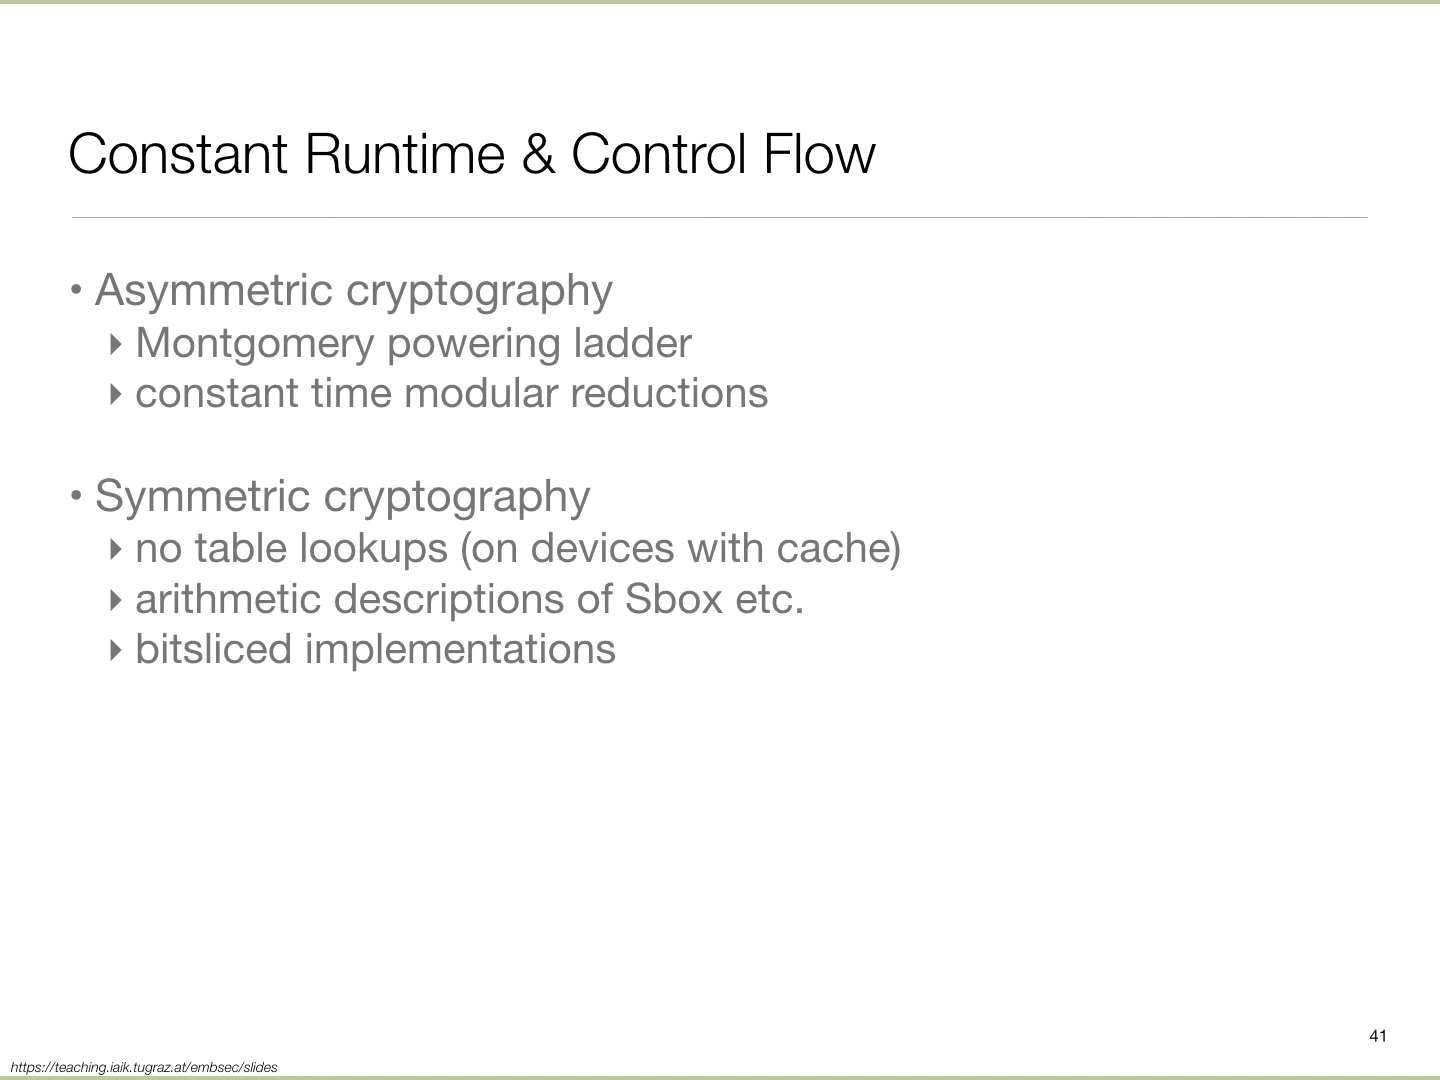 Constant Runtime & Control Flow
• Asymmetric cryptography
‣ Montgomery powering ladder
‣ constant time modular reductions
• Symmetric cryptography
‣ no table lookups (on devices with cache)
‣ arithmetic descriptions of Sbox etc.
‣ bitsliced implementations
41
https://teaching.iaik.tugraz.at/embsec/slides